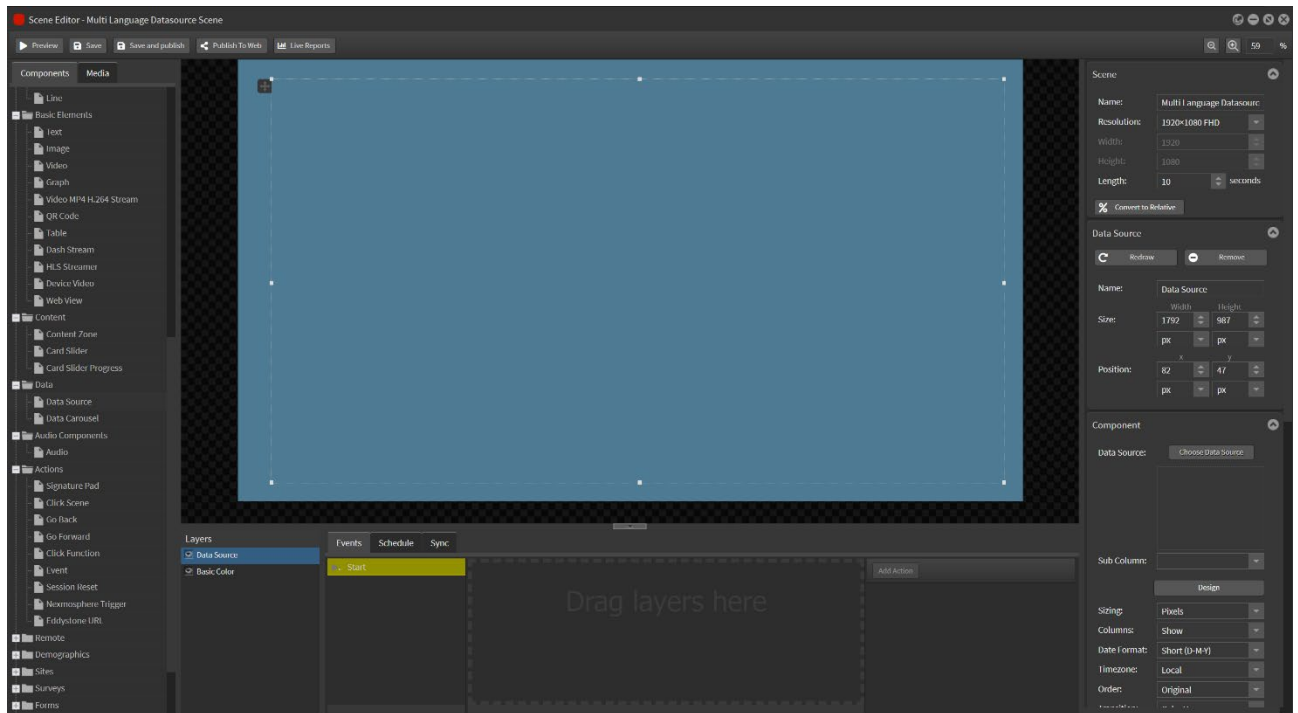 Scene Editor - Multi Language Datasource Scene
Preview Save Save and publish Publish To Web Live Reports 59 %
Components Media
Line
Basic Elements
Text
Image
Video
Graph
Video MP4 H.264 Stream
QR Code
Table
Dash Stream
HLS Streamer
Device Video
Web View
Content
Content Zone
Card Slider
Card Slider Progress
Data
Data Source
Data Carousel
Audio Components
Audio
Actions
Signature Pad
Click Scene
Go Back
Go Forward
Click Function
Event
Session Reset
Nexmosphere Trigger
Eddystone URL
Remote
Demographics
Sites
Surveys
Forms
Layers
Data Source
Basic Color
Events Schedule Sync
Start
Drag layers here
Add Action
Scene
Name: Multi Language Datasourc
Resolution: 1920×1080 FHD
Width: 1920
Height: 1080
Length: 10 seconds
Convert to Relative
Data Source
Redraw Remove
Name: Data Source
Width Height
Size: 1792 987
px px
x y
Position: 82 47
px px
Component
Data Source: Choose Data Source
Sub Column:
Design
Sizing: Pixels
Columns: Show
Date Format: Short (D-M-Y)
Timezone: Local
Order: Original